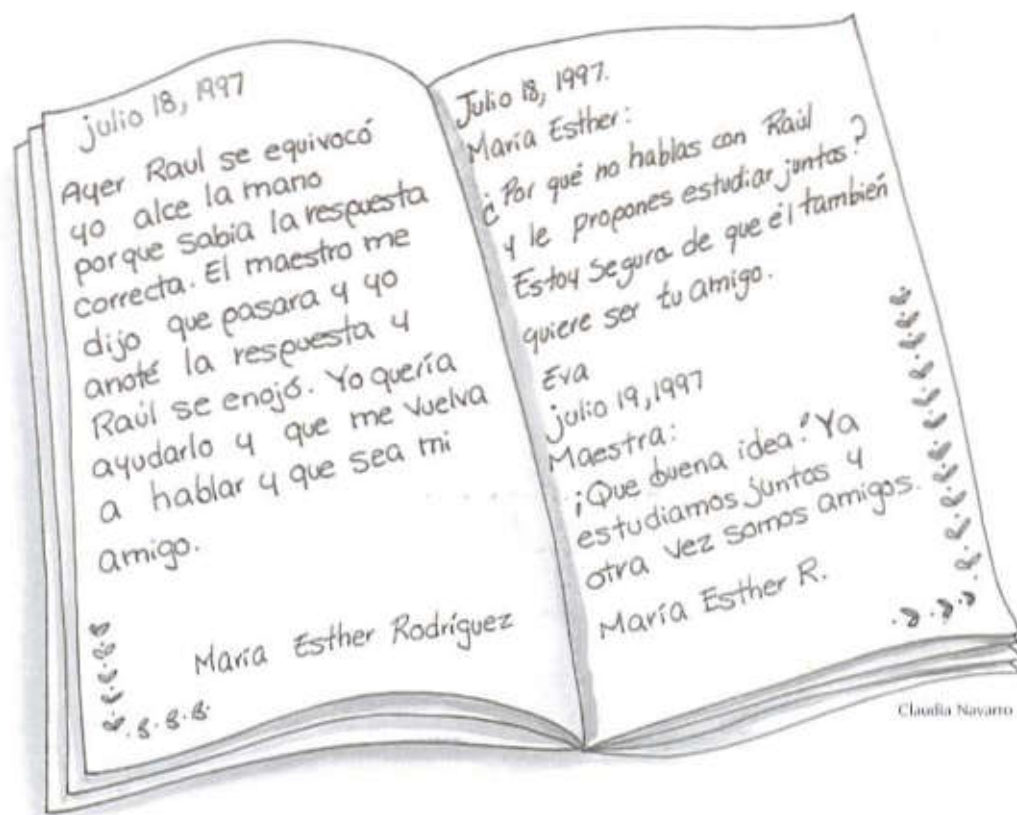 julio 18, 1997
Ayer Raul se equivocó
yo alce la mano
porque sabia la respuesta
correcta. El maestro me
dijo que pasara y yo
anoté la respuesta y
Raúl se enojó. Yo quería
ayudarlo y que me vuelva
a hablar y que sea mi
amigo.
María Esther Rodríguez
Julio 18, 1997.
María Esther:
¿Por qué no hablas con Raúl
y le propones estudiar juntos?
Estoy segura de que él también
quiere ser tu amigo.
Eva
julio 19, 1997
Maestra:
¡Que buena idea! Ya
estudiamos juntos y
otra vez somos amigos.
María Esther R.
Claudia Navarro